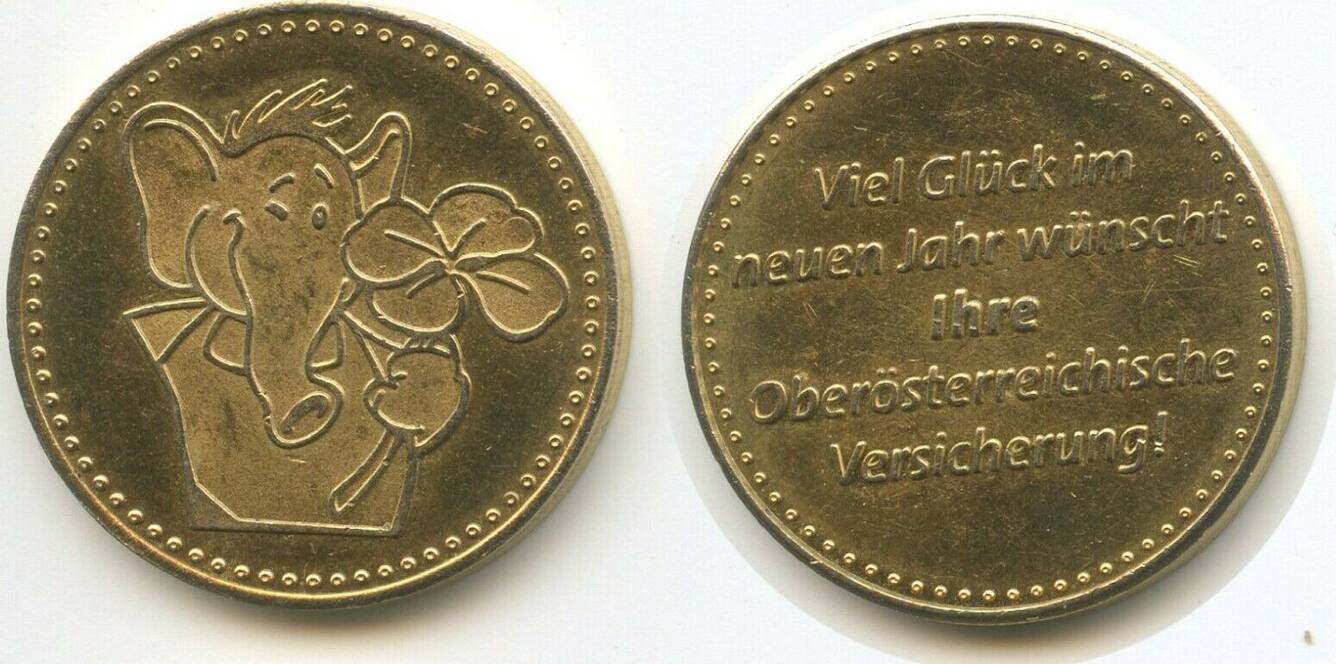 Viel Glück im
neuen Jahr wünscht
Ihre
Oberösterreichische
Versicherung!